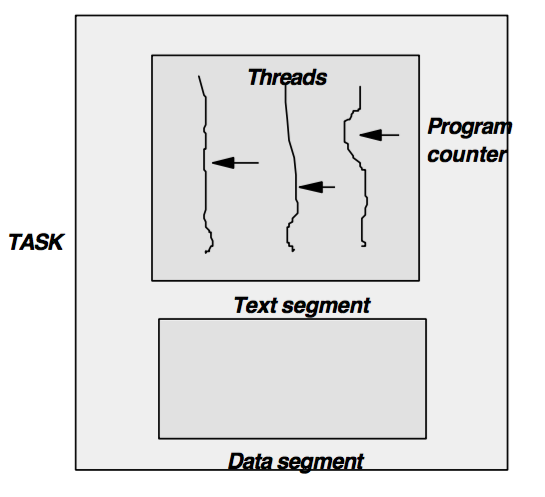 Threads
Program
counter
TASK
Text segment
Data segment